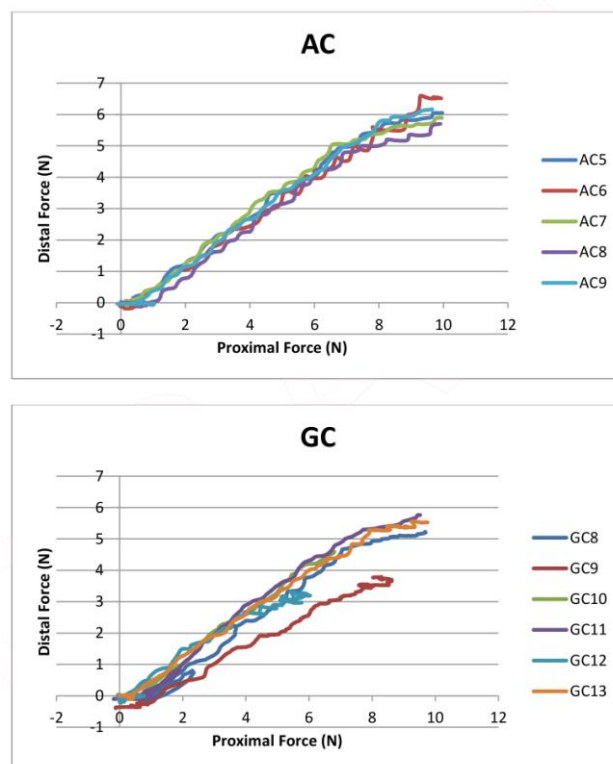 AC
7
6
5
4
3
2
1
0
-1
-2 0 2 4 6 8 10 12
Distal Force (N)
Proximal Force (N)
AC5
AC6
AC7
AC8
AC9
GC
7
6
5
4
3
2
1
0
-1
-2 0 2 4 6 8 10 12
Distal Force (N)
Proximal Force (N)
GC8
GC9
GC10
GC11
GC12
GC13